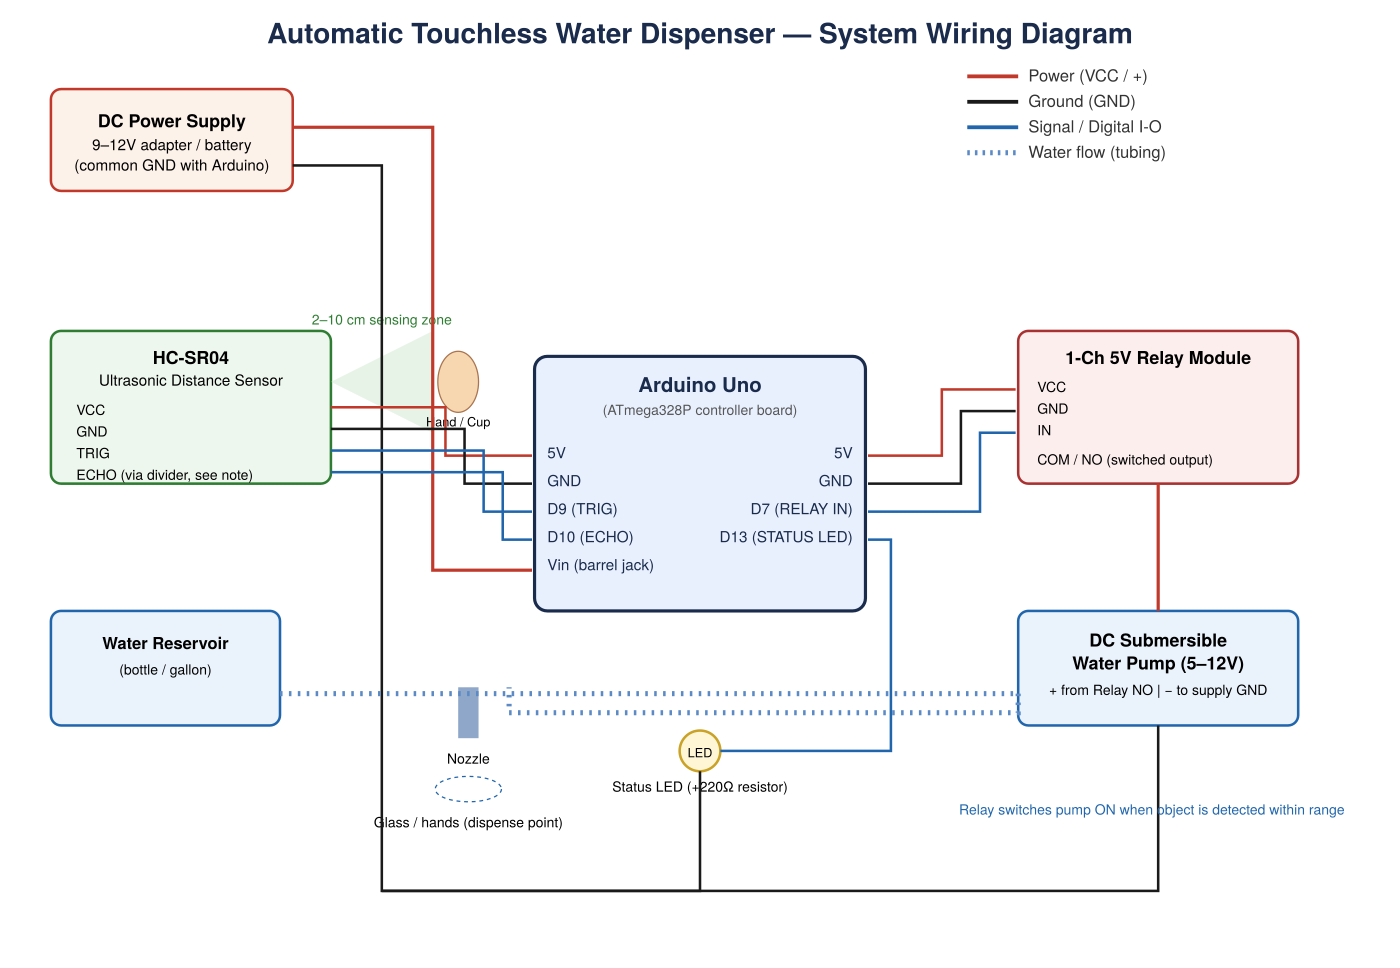 Automatic Touchless Water Dispenser — System Wiring Diagram
Power (VCC / +)
Ground (GND)
Signal / Digital I-O
Water flow (tubing)
DC Power Supply
9–12V adapter / battery
(common GND with Arduino)
2–10 cm sensing zone
HC-SR04
Ultrasonic Distance Sensor
VCC
GND
TRIG
ECHO (via divider, see note)
Hand / Cup
Arduino Uno
(ATmega328P controller board)
5V
GND
D9 (TRIG)
D10 (ECHO)
Vin (barrel jack)
5V
GND
D7 (RELAY IN)
D13 (STATUS LED)
1-Ch 5V Relay Module
VCC
GND
IN
COM / NO (switched output)
Water Reservoir
(bottle / gallon)
DC Submersible
Water Pump (5–12V)
+ from Relay NO | − to supply GND
Nozzle
Glass / hands (dispense point)
LED
Status LED (+220Ω resistor)
Relay switches pump ON when object is detected within range